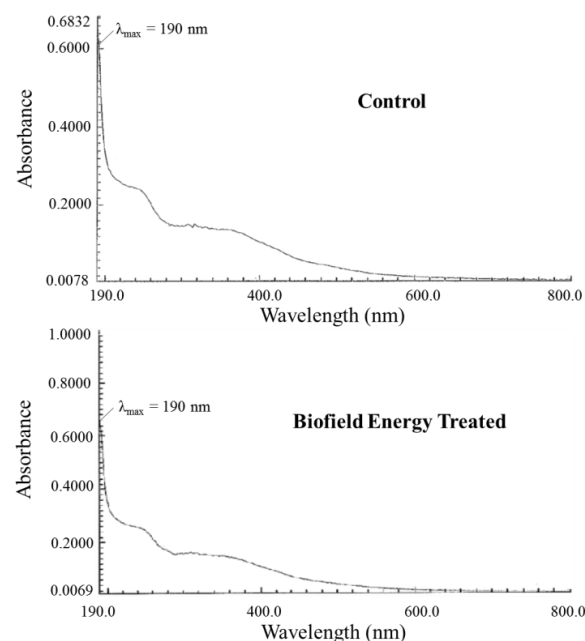 0.6832
λmax = 190 nm
0.6000
Control
0.4000
Absorbance
0.2000
0.0078
190.0 400.0 600.0 800.0
Wavelength (nm)
1.0000
0.8000
λmax = 190 nm
Biofield Energy Treated
0.6000
Absorbance
0.4000
0.2000
0.0069
190.0 400.0 600.0 800.0
Wavelength (nm)